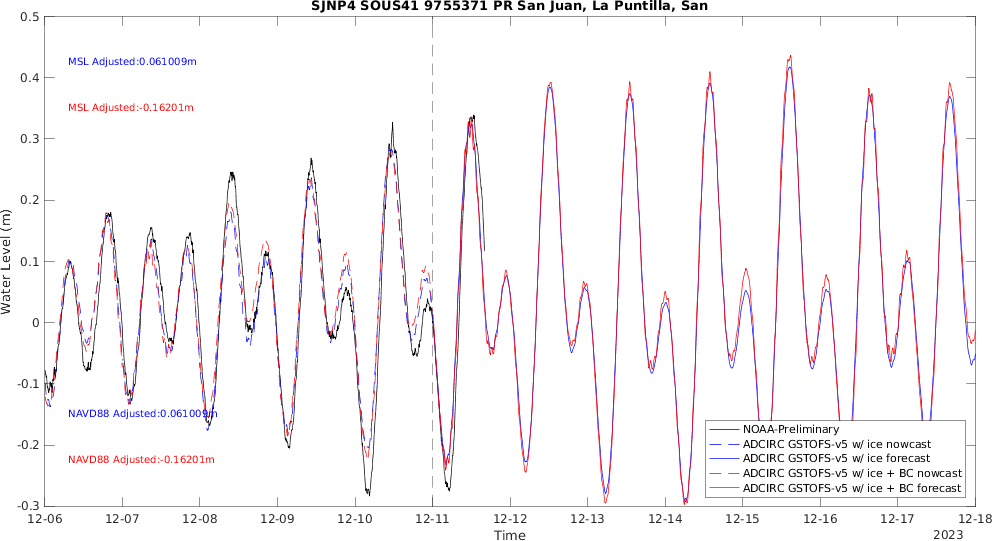 SJNP4 SOUS41 9755371 PR San Juan, La Puntilla, San
0.5
0.4
0.3
0.2
0.1
0
-0.1
-0.2
-0.3
Water Level (m)
MSL Adjusted:0.061009m
MSL Adjusted:-0.16201m
NAVD88 Adjusted:0.061009m
NAVD88 Adjusted:-0.16201m
NOAA-Preliminary
ADCIRC GSTOFS-v5 w/ ice nowcast
ADCIRC GSTOFS-v5 w/ ice forecast
ADCIRC GSTOFS-v5 w/ ice + BC nowcast
ADCIRC GSTOFS-v5 w/ ice + BC forecast
12-06 12-07 12-08 12-09 12-10 12-11 12-12 12-13 12-14 12-15 12-16 12-17 12-18
Time
2023